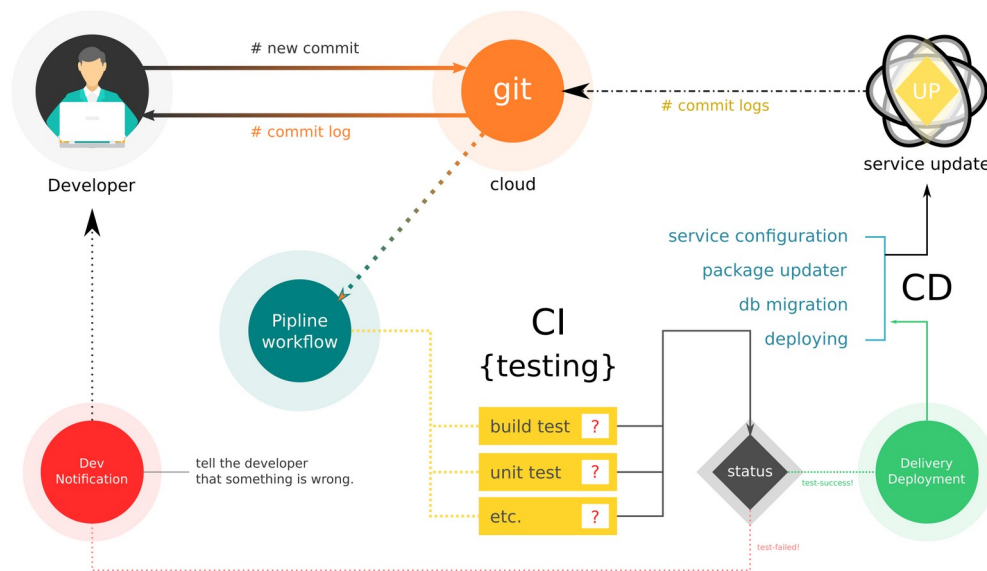 # new commit
git
UP
# commit log
# commit logs
Developer
cloud
service update
service configuration
package updater
CD
db migration
deploying
Pipline
workflow
CI
{testing}
build test ?
unit test ?
etc. ?
Dev
Notification
tell the developer
that something is wrong.
status
test-success!
Delivery
Deployment
test-failed!